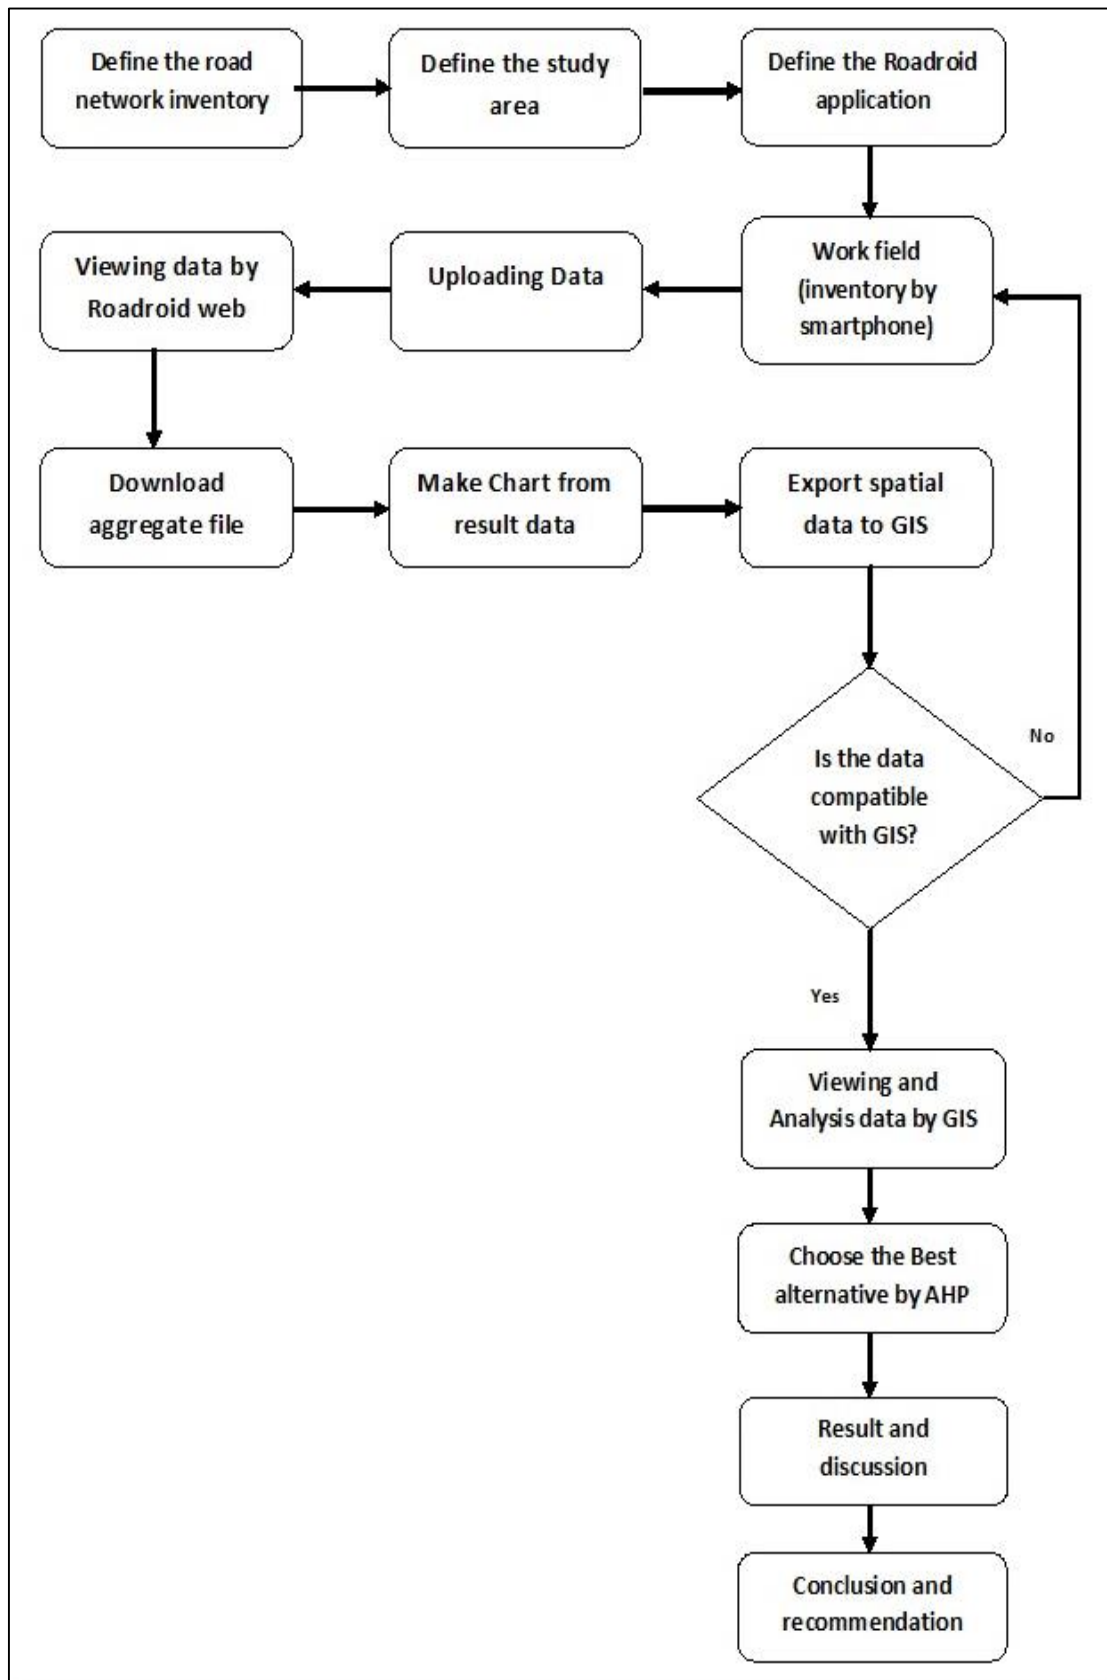 Define the road
network inventory
Define the study
area
Define the Roadroid
application
Work field
(inventory by
smartphone)
Uploading Data
Viewing data by
Roadroid web
Download
aggregate file
Make Chart from
result data
Export spatial
data to GIS
Is the data
compatible
with GIS?
No
Yes
Viewing and
Analysis data by GIS
Choose the Best
alternative by AHP
Result and
discussion
Conclusion and
recommendation